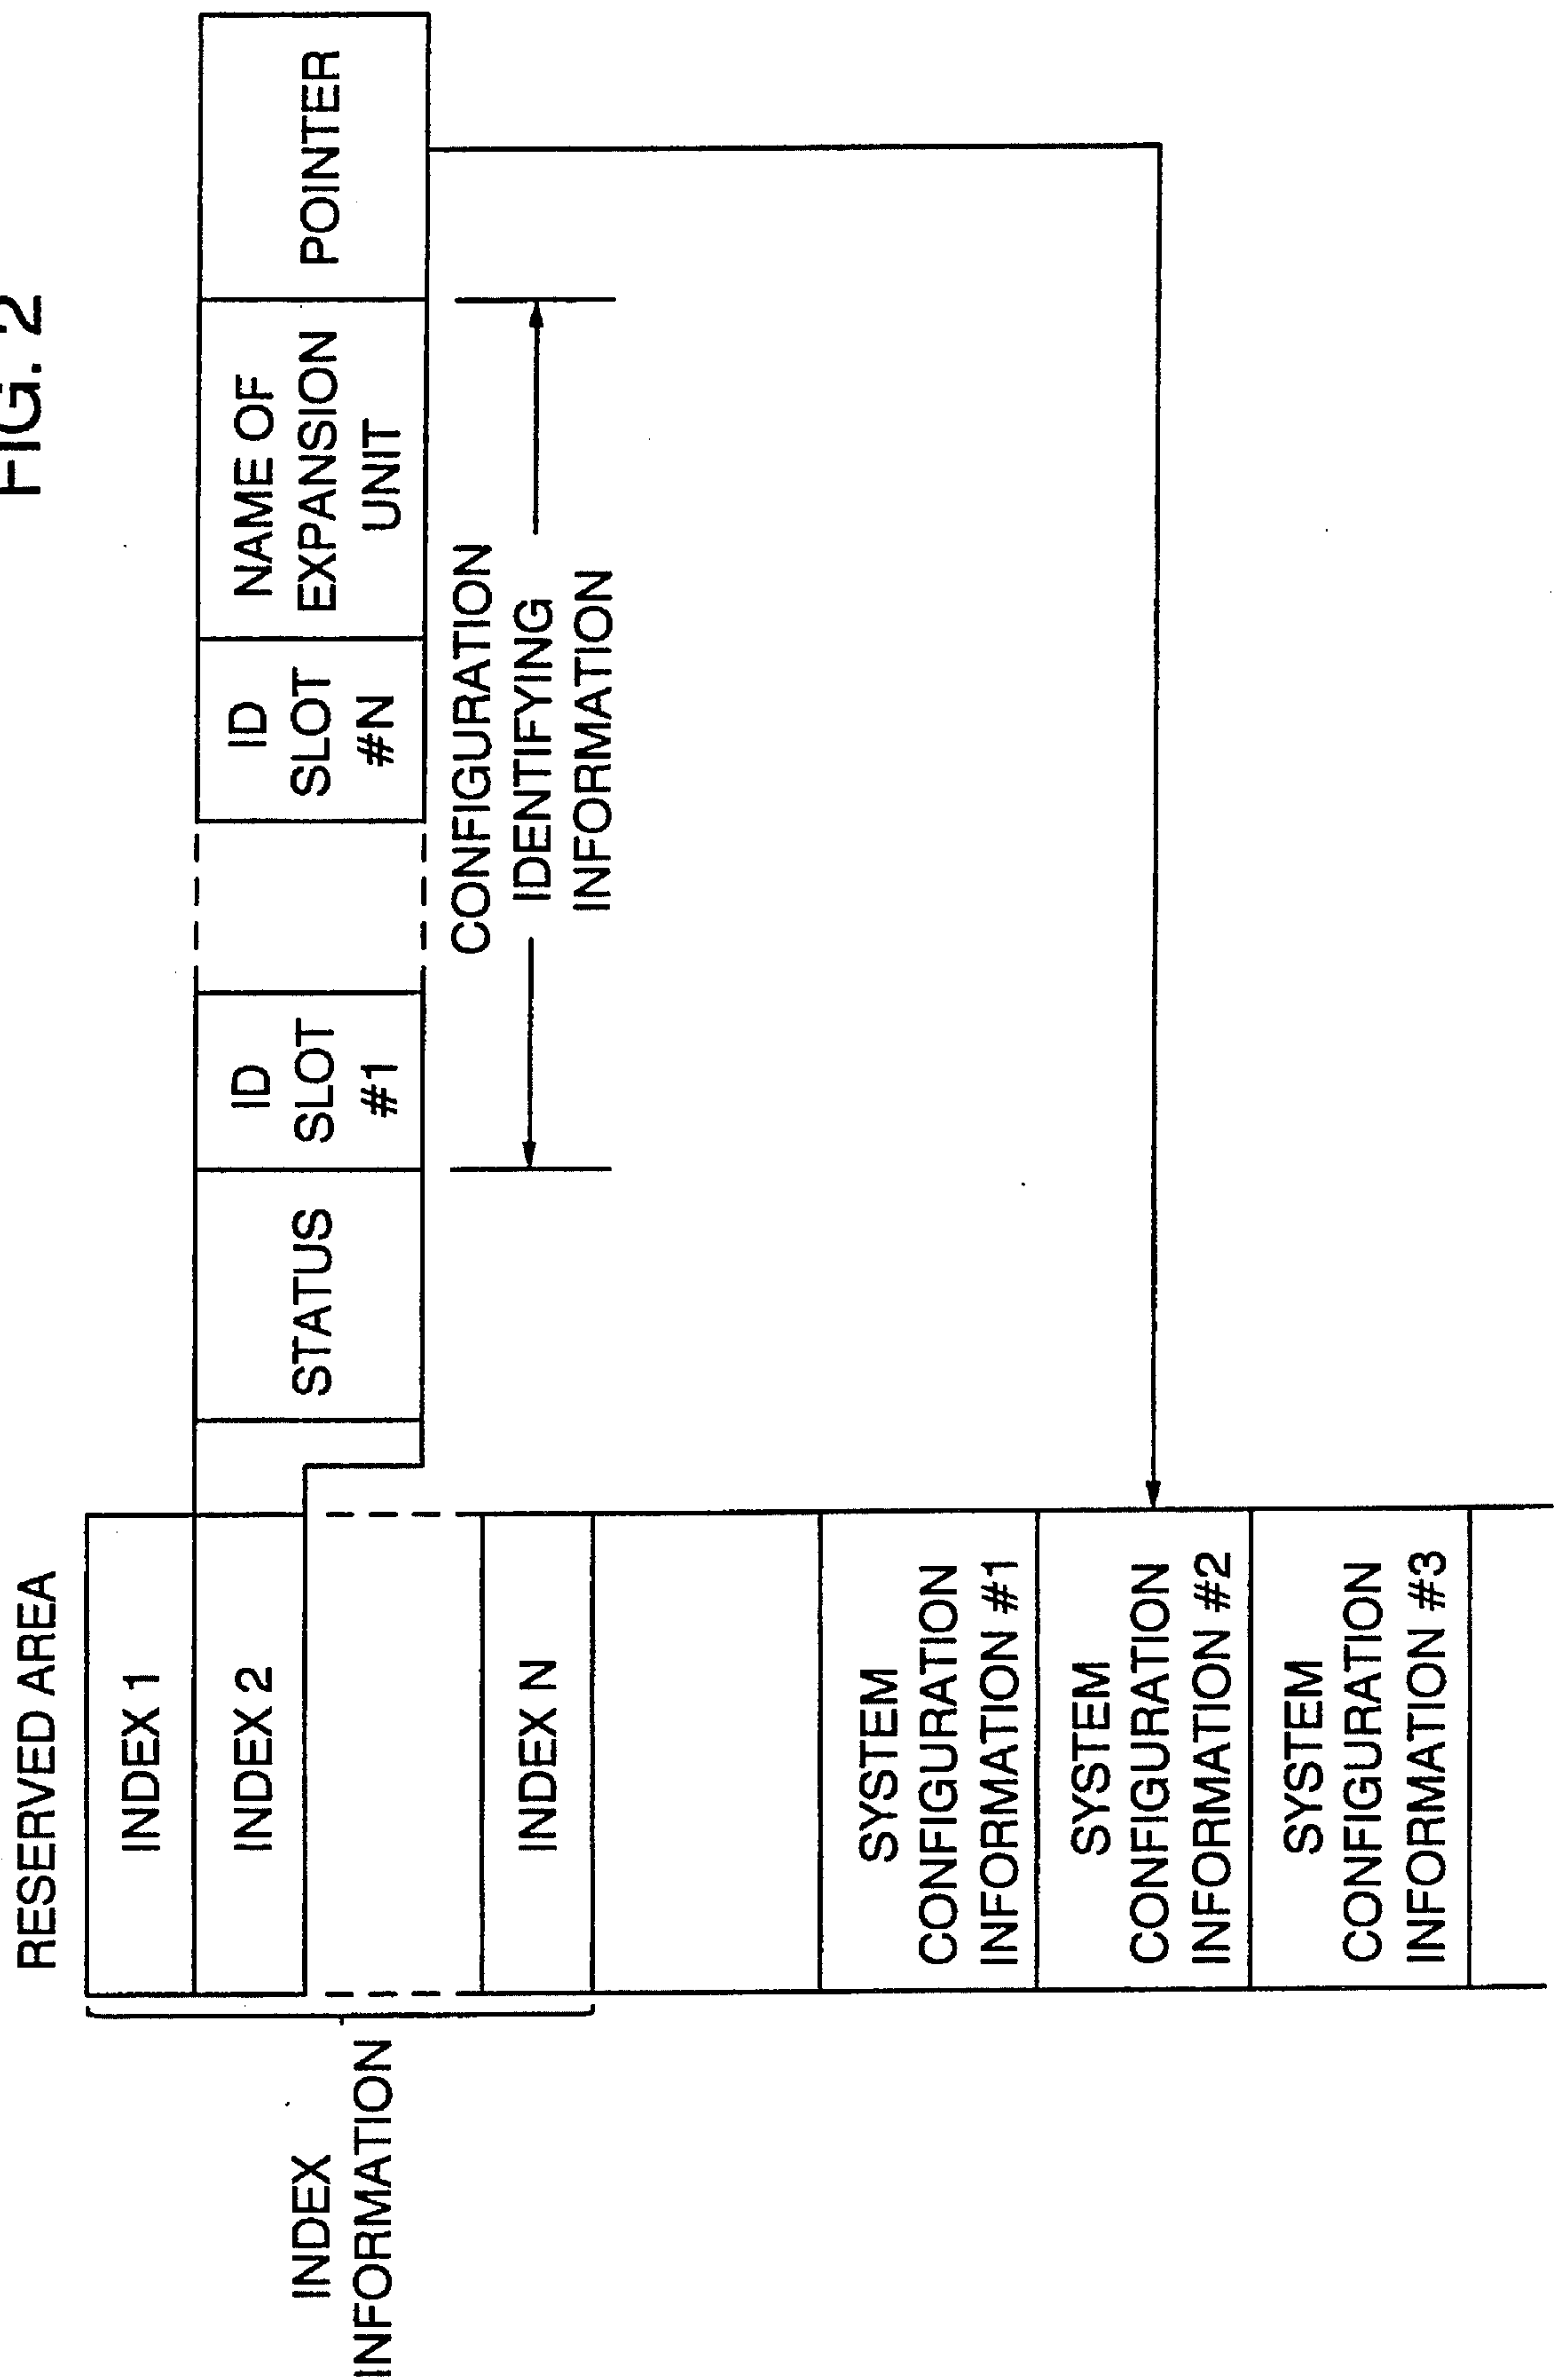 FIG. 2
RESERVED AREA
INDEX 1
INDEX 2
INDEX N
INDEX
INFORMATION
STATUS
ID
SLOT
#1
ID
SLOT
#N
NAME OF
EXPANSION
UNIT
POINTER
CONFIGURATION
IDENTIFYING
INFORMATION
SYSTEM
CONFIGURATION
INFORMATION #1
SYSTEM
CONFIGURATION
INFORMATION #2
SYSTEM
CONFIGURATION
INFORMATION #3